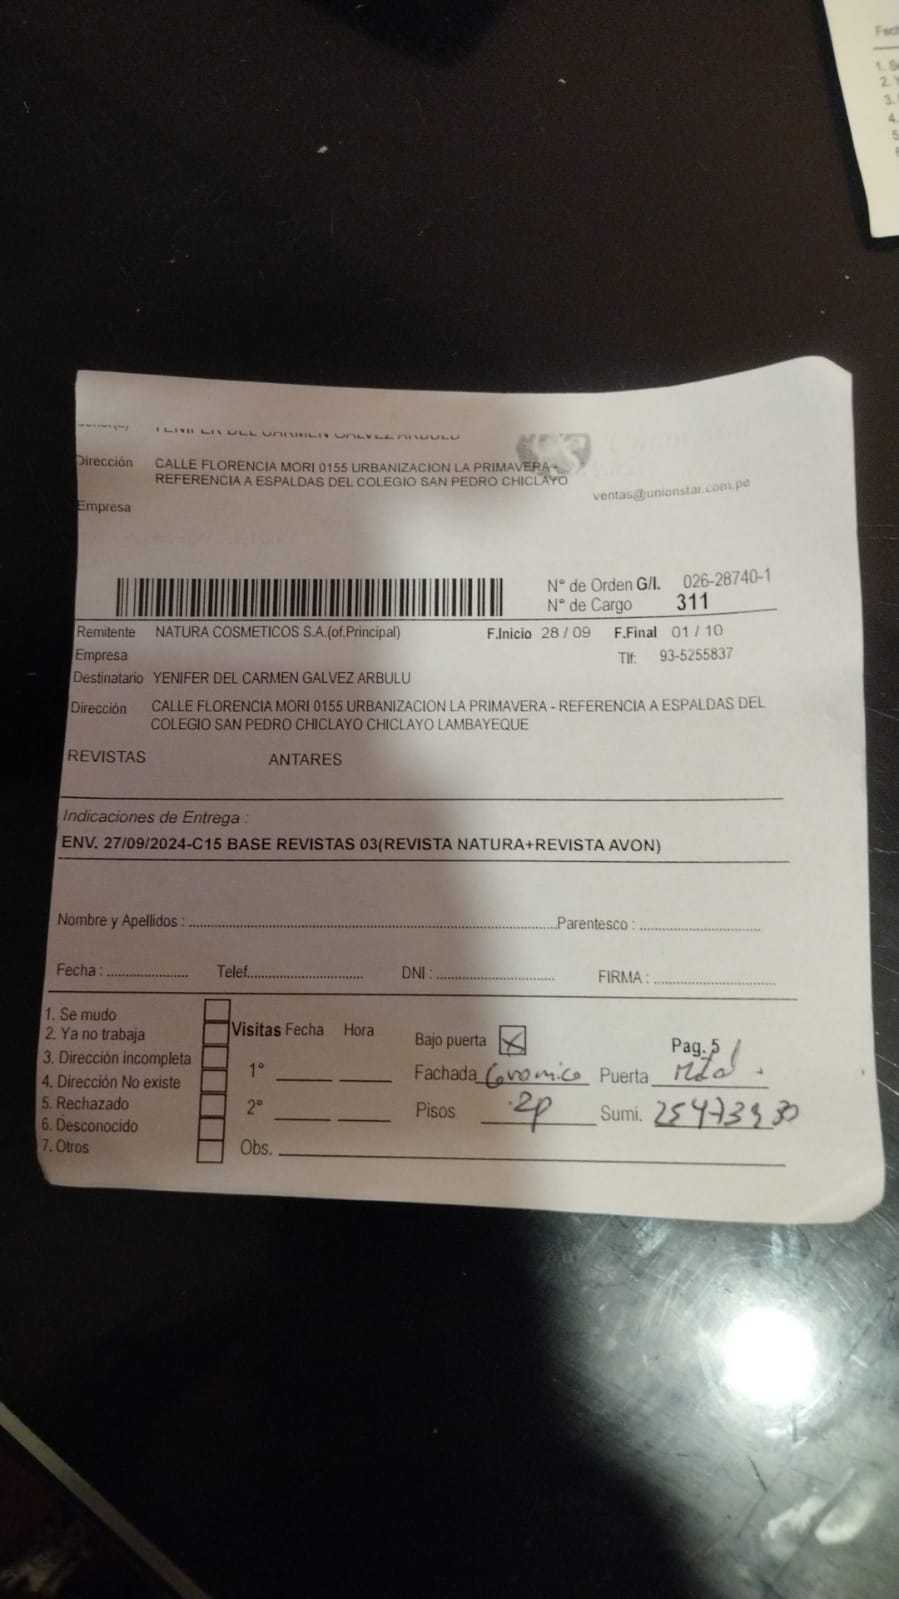 YENIFER DEL CARMEN GALVEZ ARBULU
Dirección CALLE FLORENCIA MORI 0155 URBANIZACION LA PRIMAVERA -
REFERENCIA A ESPALDAS DEL COLEGIO SAN PEDRO CHICLAYO
ventas@unionstar.com.pe
Empresa
N° de Orden G/I. 026-28740-1
N° de Cargo 311
Remitente NATURA COSMETICOS S.A.(of.Principal) F.Inicio 28 / 09 F.Final 01 / 10
Empresa Tlf: 93-5255837
Destinatario YENIFER DEL CARMEN GALVEZ ARBULU
Dirección CALLE FLORENCIA MORI 0155 URBANIZACION LA PRIMAVERA - REFERENCIA A ESPALDAS DEL
COLEGIO SAN PEDRO CHICLAYO CHICLAYO LAMBAYEQUE
REVISTAS ANTARES
Indicaciones de Entrega :
ENV. 27/09/2024-C15 BASE REVISTAS 03(REVISTA NATURA+REVISTA AVON)
Nombre y Apellidos : Parentesco :
Fecha : Telef. DNI : FIRMA :
1. Se mudo
2. Ya no trabaja
3. Dirección incompleta
4. Dirección No existe
5. Rechazado
6. Desconocido
7. Otros
Visitas Fecha Hora
1°
2°
Obs.
Bajo puerta X Pag. 5
Fachada Puerta
Pisos 2p Sumi.